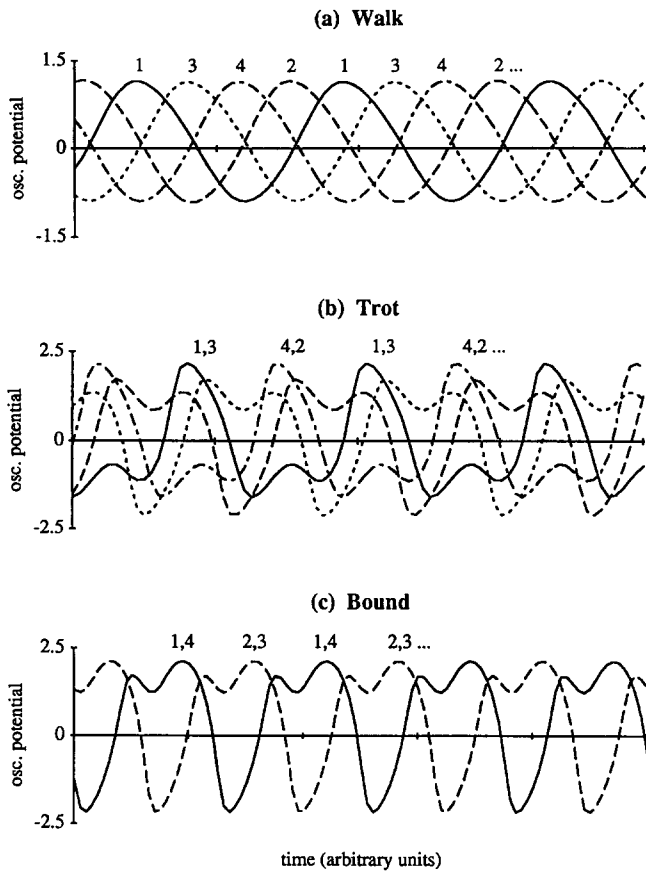 (a) Walk
1.5
1 3 4 2 1 3 4 2 ...
osc. potential
0
-1.5
(b) Trot
2.5
1,3 4,2 1,3 4,2 ...
osc. potential
0
-2.5
(c) Bound
2.5
1,4 2,3 1,4 2,3 ...
osc. potential
0
-2.5
time (arbitrary units)